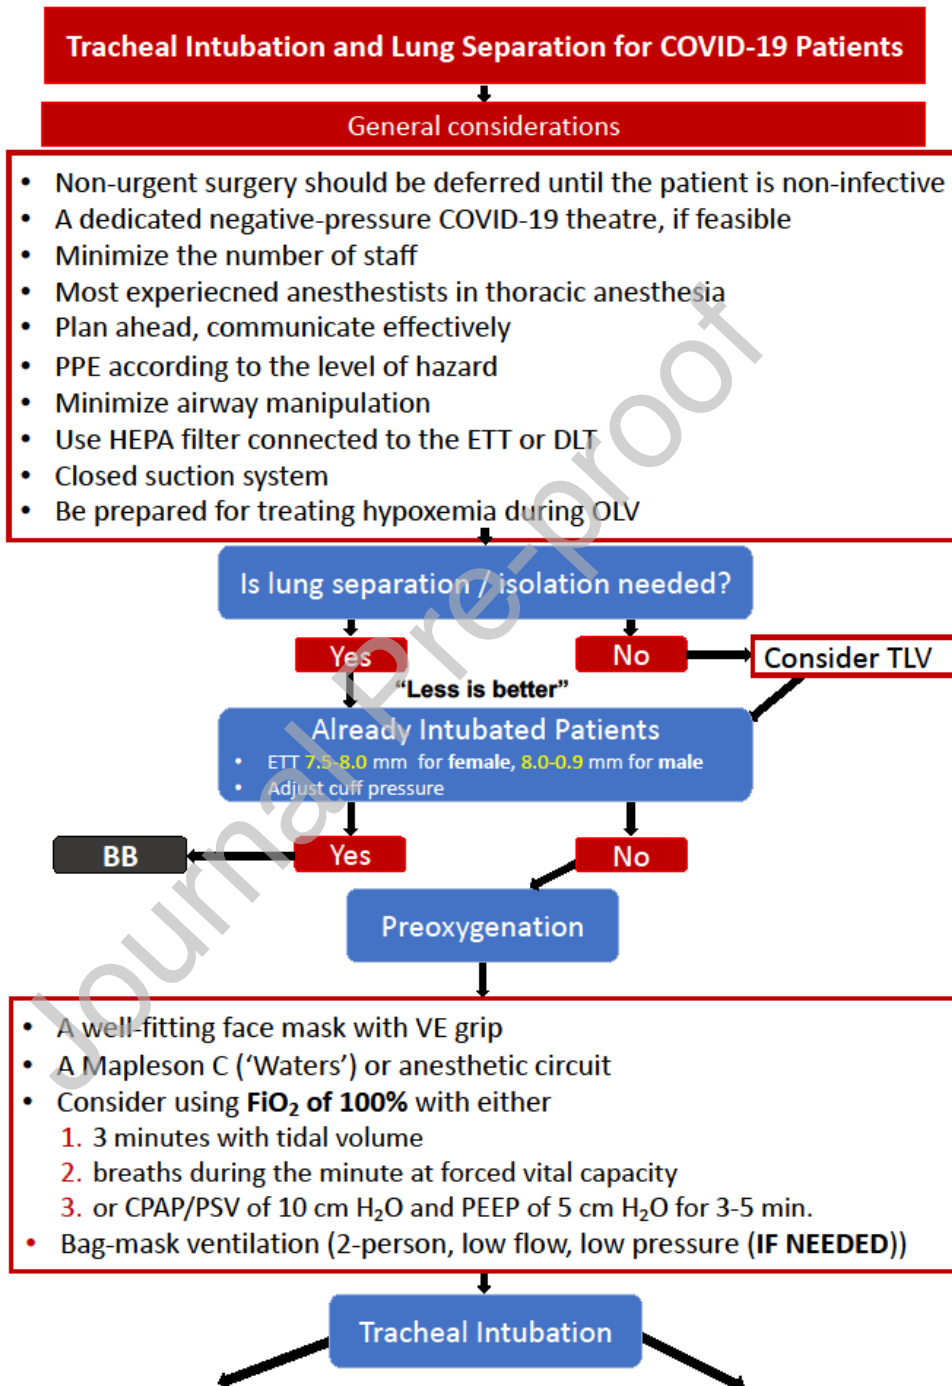 Tracheal Intubation and Lung Separation for COVID-19 Patients
General considerations
• Non-urgent surgery should be deferred until the patient is non-infective
• A dedicated negative-pressure COVID-19 theatre, if feasible
• Minimize the number of staff
• Most experiecned anesthestists in thoracic anesthesia
• Plan ahead, communicate effectively
• PPE according to the level of hazard
• Minimize airway manipulation
• Use HEPA filter connected to the ETT or DLT
• Closed suction system
• Be prepared for treating hypoxemia during OLV
Is lung separation / isolation needed?
Yes
No
Consider TLV
“Less is better”
Already Intubated Patients
• ETT 7.5-8.0 mm for female, 8.0-0.9 mm for male
• Adjust cuff pressure
BB
Yes
No
Preoxygenation
• A well-fitting face mask with VE grip
• A Mapleson C (‘Waters’) or anesthetic circuit
• Consider using FiO₂ of 100% with either
1. 3 minutes with tidal volume
2. breaths during the minute at forced vital capacity
3. or CPAP/PSV of 10 cm H₂O and PEEP of 5 cm H₂O for 3-5 min.
• Bag-mask ventilation (2-person, low flow, low pressure (IF NEEDED))
Tracheal Intubation
Journal Pre-proof